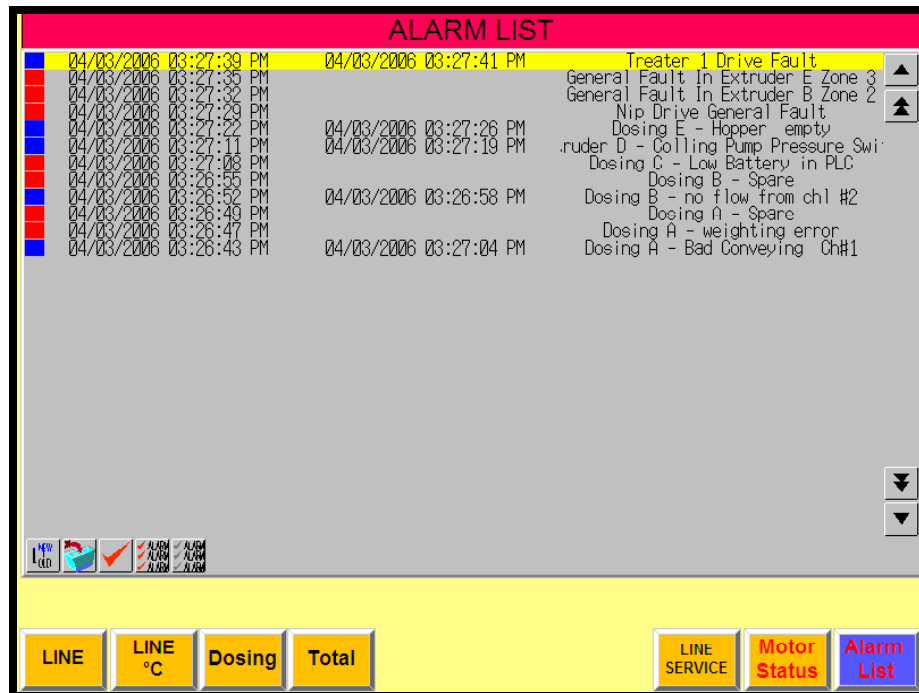 ALARM LIST
04/03/2006 03:27:39 PM 04/03/2006 03:27:41 PM Treater 1 Drive Fault
04/03/2006 03:27:35 PM General Fault In Extruder E Zone 3
04/03/2006 03:27:32 PM General Fault In Extruder B Zone 2
04/03/2006 03:27:29 PM Nip Drive General Fault
04/03/2006 03:27:22 PM 04/03/2006 03:27:26 PM Dosing E - Hopper empty
04/03/2006 03:27:11 PM 04/03/2006 03:27:19 PM .ruder D - Colling Pump Pressure Swi
04/03/2006 03:27:08 PM Dosing C - Low Battery in PLC
04/03/2006 03:26:55 PM Dosing B - Spare
04/03/2006 03:26:52 PM 04/03/2006 03:26:58 PM Dosing B - no flow from chl #2
04/03/2006 03:26:49 PM Dosing A - Spare
04/03/2006 03:26:47 PM Dosing A - weighting error
04/03/2006 03:26:43 PM 04/03/2006 03:27:04 PM Dosing A - Bad Conveying Ch#1
NEW
OLD
ALARM ALARM
ALARM ALARM
ALARM ALARM
LINE LINE °C Dosing Total LINE SERVICE Motor Status Alarm List